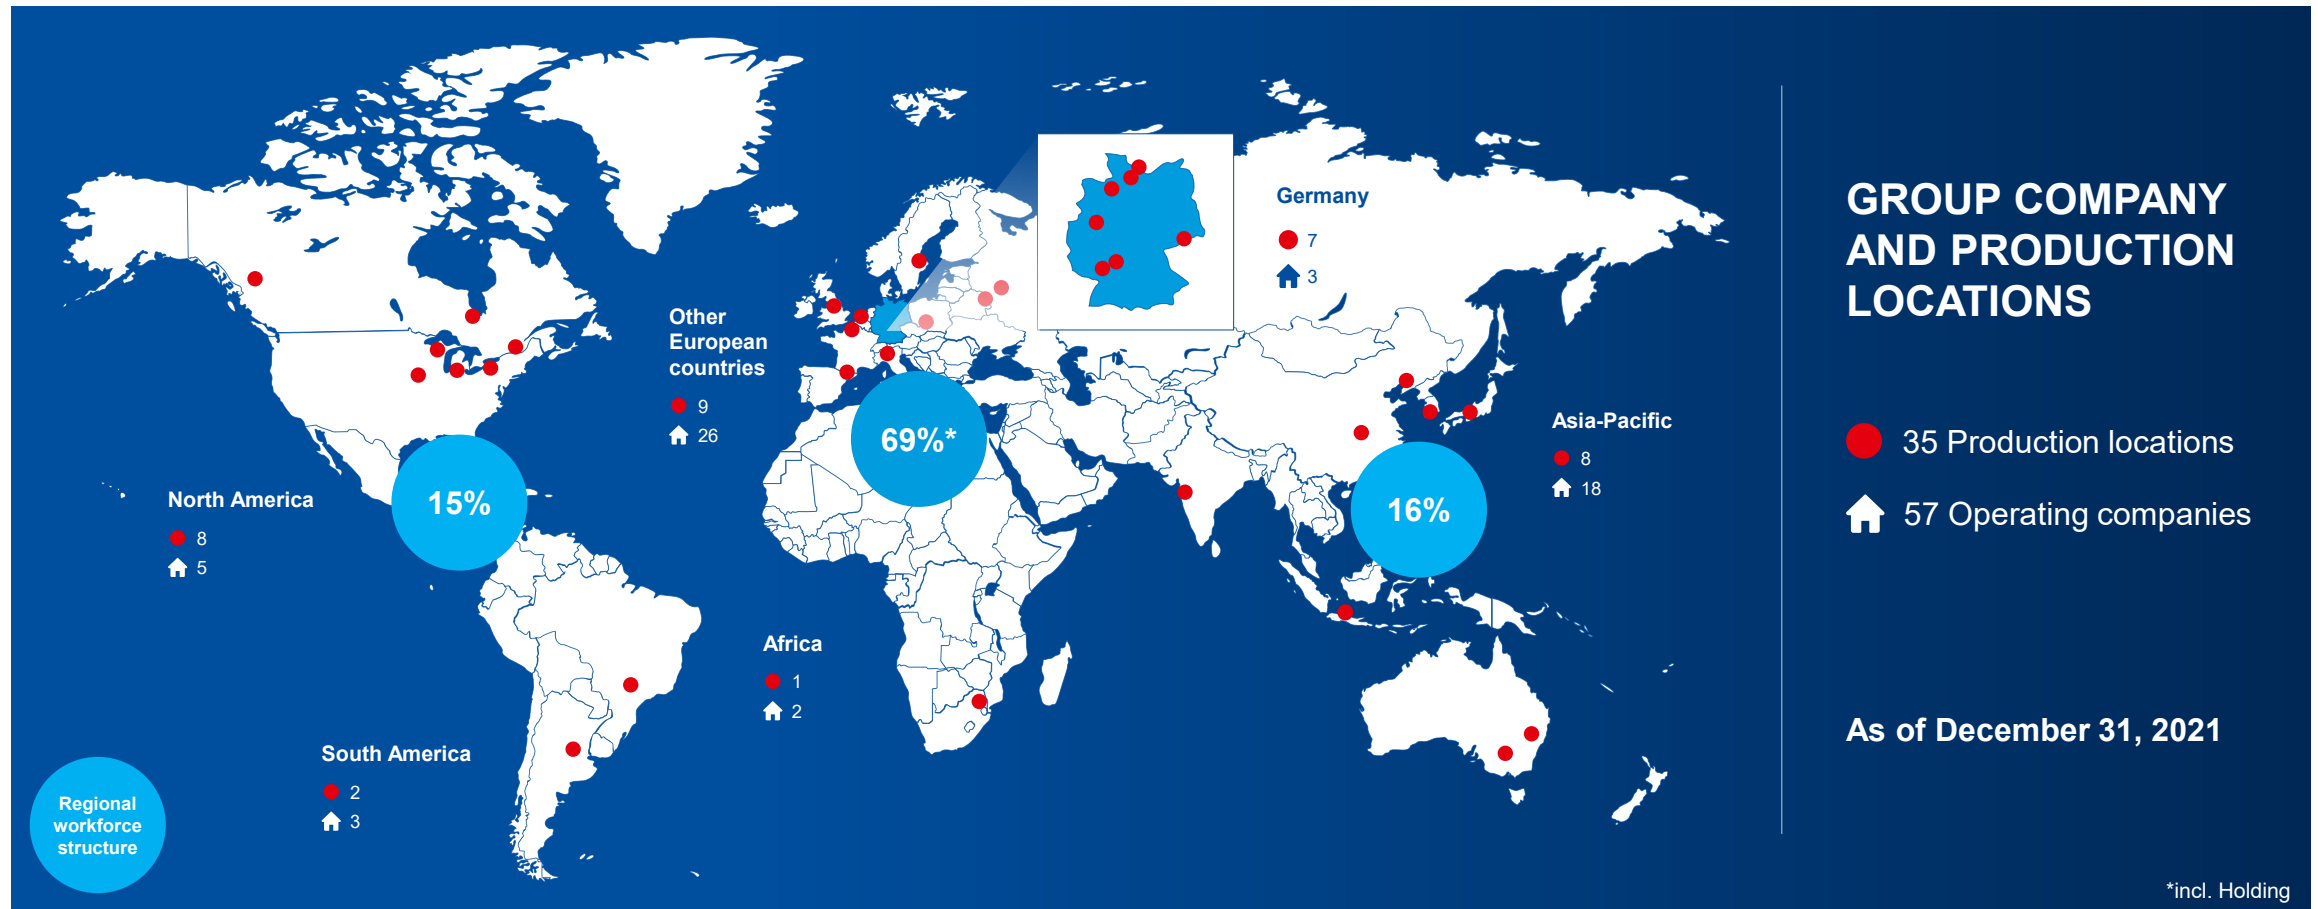 Germany
7
3
Other
European
countries
9
26
69%*
Asia-Pacific
8
18
North America
8
5
15%
16%
Africa
1
2
South America
2
3
Regional
workforce
structure
GROUP COMPANY
AND PRODUCTION
LOCATIONS
35 Production locations
57 Operating companies
As of December 31, 2021
*incl. Holding